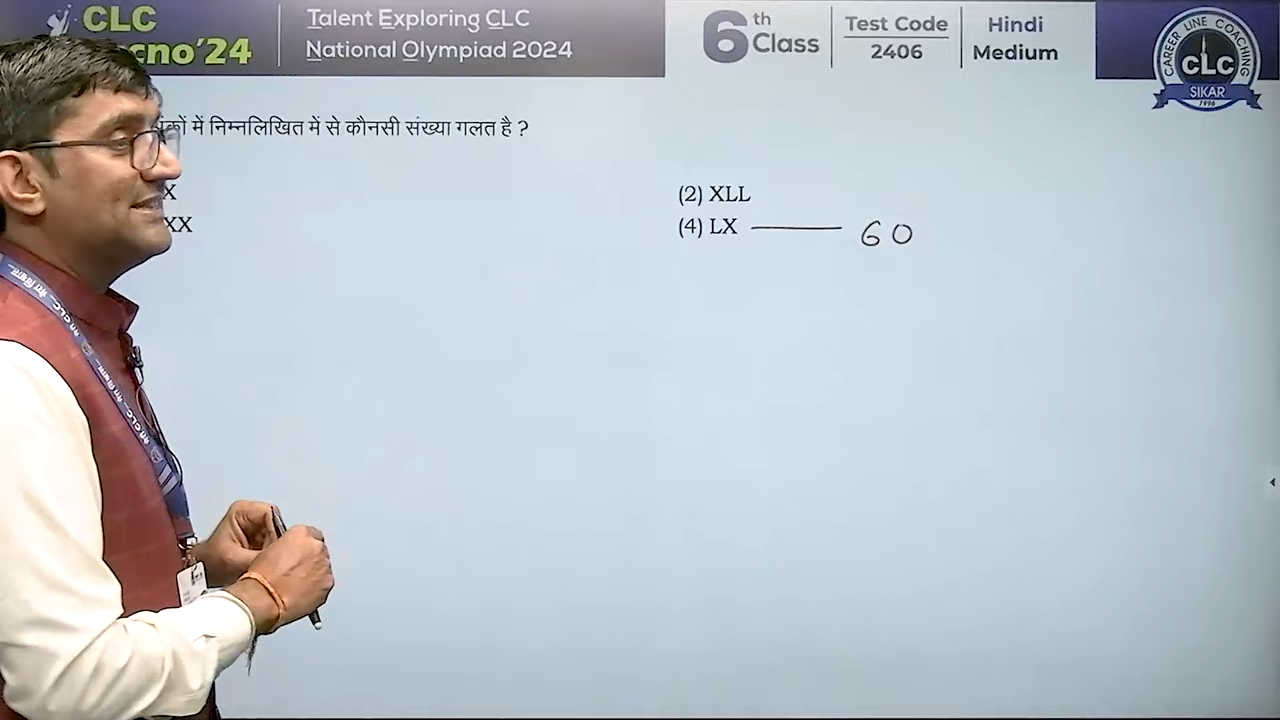 CLC
cno'24
Talent Exploring CLC
National Olympiad 2024
6th Class
Test Code
2406
Hindi
Medium
CAREER LINE COACHING
CLC
SIKAR
1996
में निम्नलिखित में से कौनसी संख्या गलत है ?
X
(2) XLL
XX
(4) LX 60